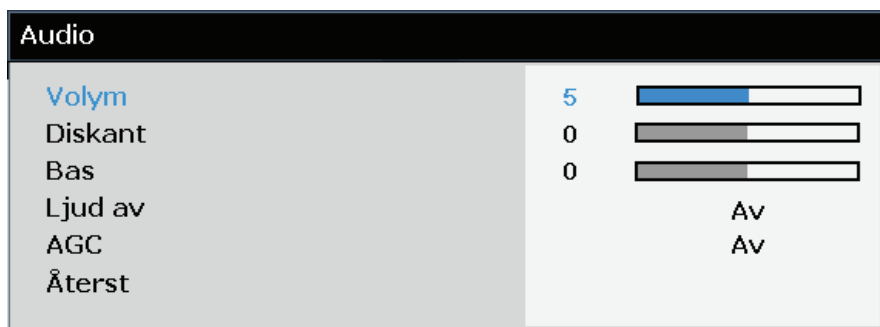 Audio
Volym 5
Diskant 0
Bas 0
Ljud av Av
AGC Av
Återst